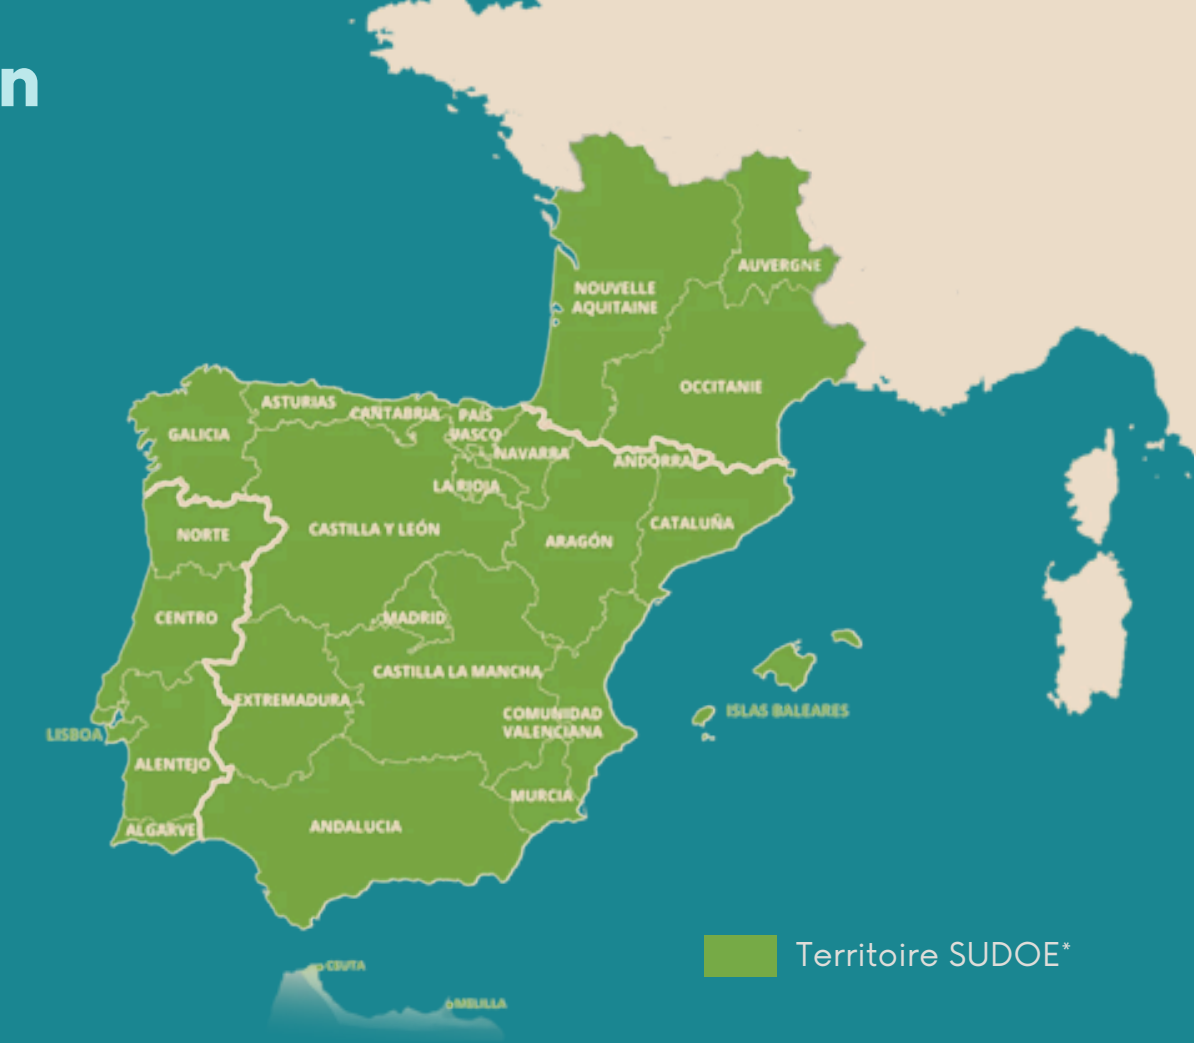 n
AUVERGNE
NOUVELLE
AQUITAINE
OCCITANIE
ASTURIAS
CANTABRIA
PAÍS
VASCO
GALICIA
NAVARRA
ANDORRA
LA RIOJA
CASTILLA Y LEÓN
CATALUÑA
NORTE
ARAGÓN
CENTRO
MADRID
CASTILLA LA MANCHA
EXTREMADURA
ISLAS BALEARES
COMUNIDAD
VALENCIANA
LISBOA
ALENTEJO
MURCIA
ALGARVE
ANDALUCIA
Territoire SUDOE*
CEUTA
MELILLA